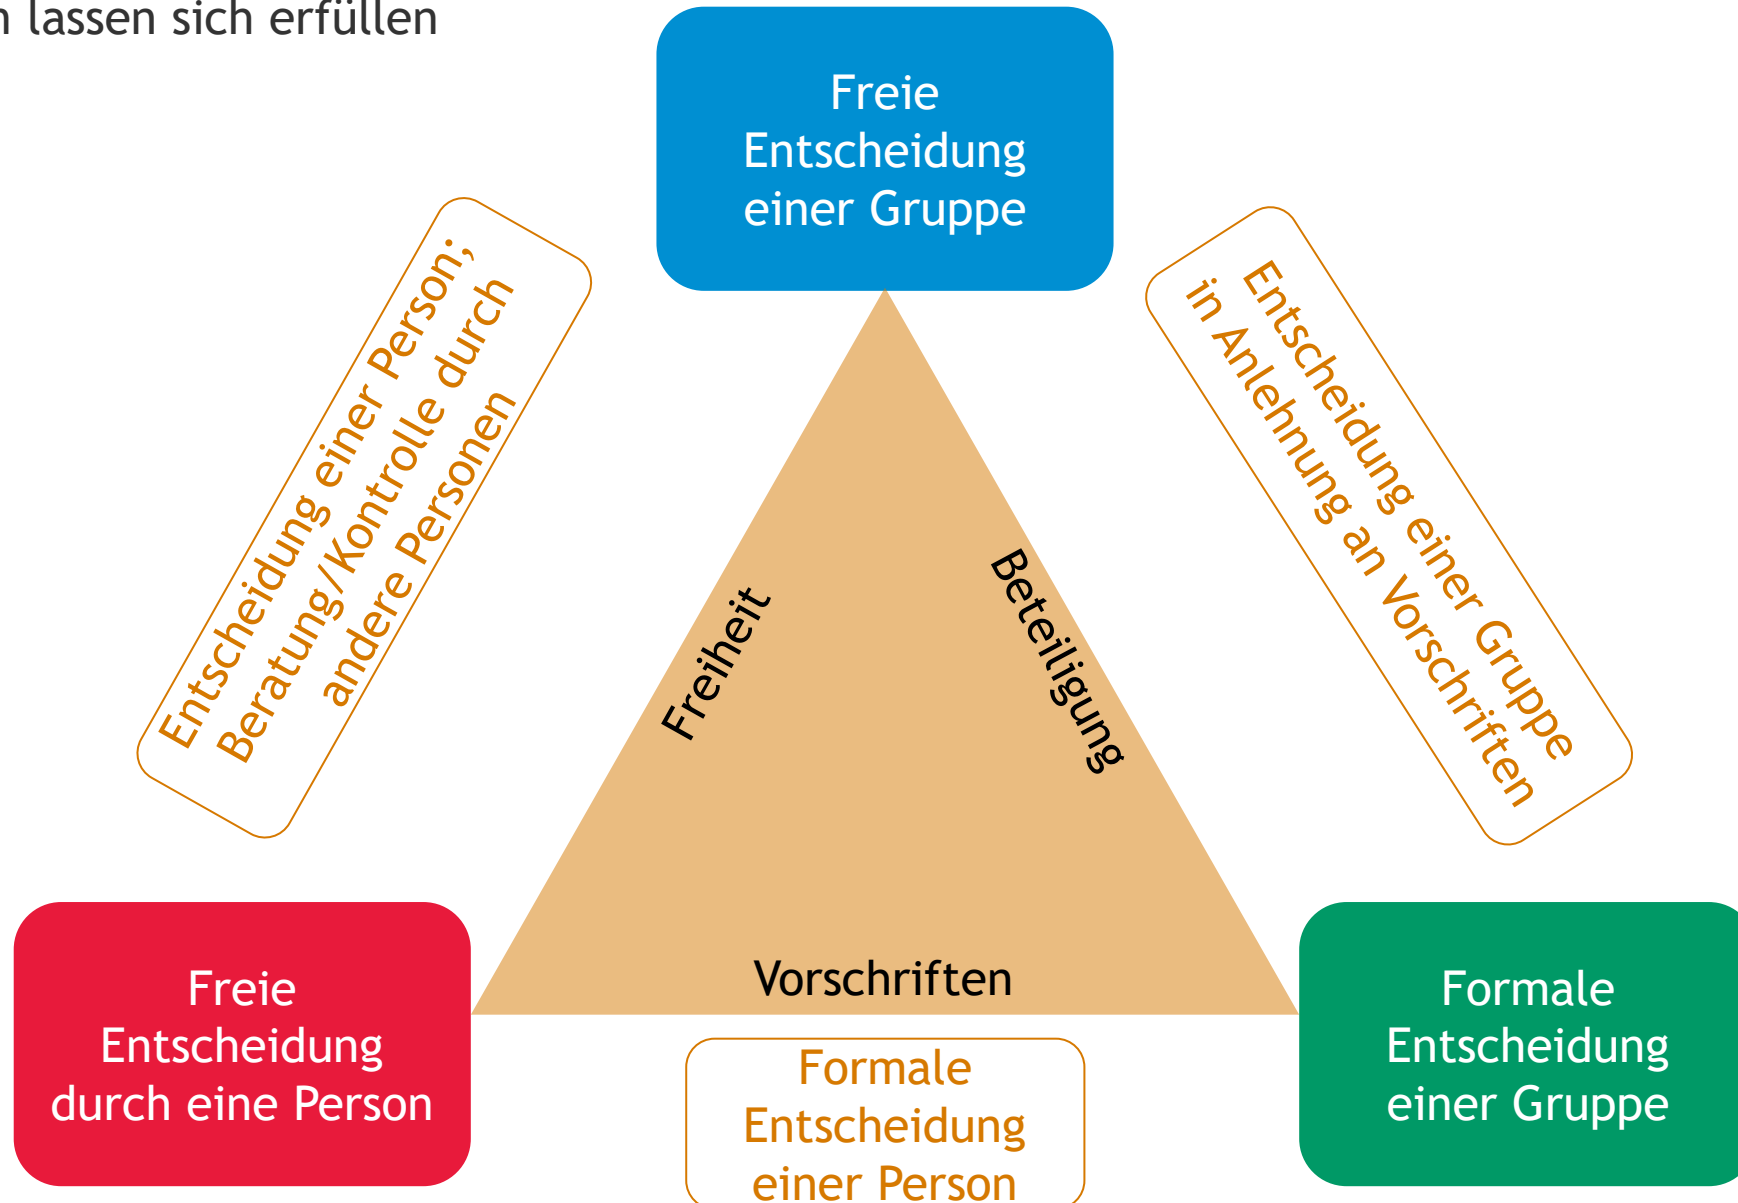 lassen sich erfüllen
Freie
Entscheidung
einer Gruppe
Entscheidung einer Person;
Beratung/Kontrolle durch
andere Personen
Entscheidung einer Gruppe
in Anlehnung an Vorschriften
Freiheit
Beteiligung
Vorschriften
Freie
Entscheidung
durch eine Person
Formale
Entscheidung
einer Person
Formale
Entscheidung
einer Gruppe